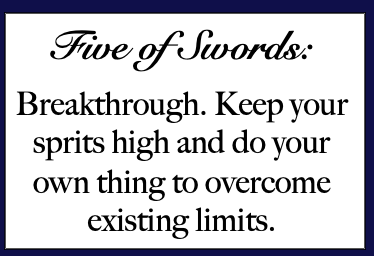 Five of Swords:
Breakthrough. Keep your
sprits high and do your
own thing to overcome
existing limits.